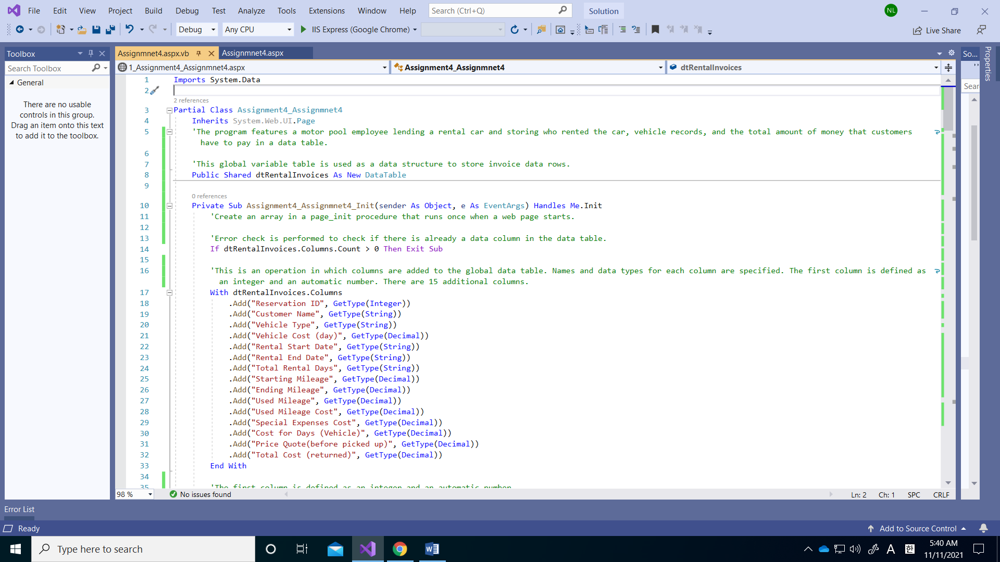 File Edit View Project Build Debug Test Analyze Tools Extensions Window Help Search (Ctrl+Q) Solution NL
Debug Any CPU IIS Express (Google Chrome) Live Share
Toolbox
Search Toolbox
General
There are no usable
controls in this group.
Drag an item onto this text
to add it to the toolbox.
Assignmnet4.aspx.vb Assignmnet4.aspx
1_Assignment4_Assignmnet4.aspx Assignment4_Assignmnet4 dtRentalInvoices
So...
Sear
Properties
1 Imports System.Data
2
2 references
3 Partial Class Assignment4_Assignmnet4
4 Inherits System.Web.UI.Page
5 'The program features a motor pool employee lending a rental car and storing who rented the car, vehicle records, and the total amount of money that customers
have to pay in a data table.
6
7 'This global variable table is used as a data structure to store invoice data rows.
8 Public Shared dtRentalInvoices As New DataTable
9
0 references
10 Private Sub Assignment4_Assignmnet4_Init(sender As Object, e As EventArgs) Handles Me.Init
11 'Create an array in a page_init procedure that runs once when a web page starts.
12
13 'Error check is performed to check if there is already a data column in the data table.
14 If dtRentalInvoices.Columns.Count > 0 Then Exit Sub
15
16 'This is an operation in which columns are added to the global data table. Names and data types for each column are specified. The first column is defined as
an integer and an automatic number. There are 15 additional columns.
17 With dtRentalInvoices.Columns
18 .Add("Reservation ID", GetType(Integer))
19 .Add("Customer Name", GetType(String))
20 .Add("Vehicle Type", GetType(String))
21 .Add("Vehicle Cost (day)", GetType(Decimal))
22 .Add("Rental Start Date", GetType(String))
23 .Add("Rental End Date", GetType(String))
24 .Add("Total Rental Days", GetType(String))
25 .Add("Starting Mileage", GetType(Decimal))
26 .Add("Ending Mileage", GetType(Decimal))
27 .Add("Used Mileage", GetType(Decimal))
28 .Add("Used Mileage Cost", GetType(Decimal))
29 .Add("Special Expenses Cost", GetType(Decimal))
30 .Add("Cost for Days (Vehicle)", GetType(Decimal))
31 .Add("Price Quote(before picked up)", GetType(Decimal))
32 .Add("Total Cost (returned)", GetType(Decimal))
33 End With
34
35 'The first column is defined as an integer and an automatic number
98 % No issues found Ln: 2 Ch: 1 SPC CRLF
Error List
Ready Add to Source Control
Type here to search A 한 5:40 AM
11/11/2021